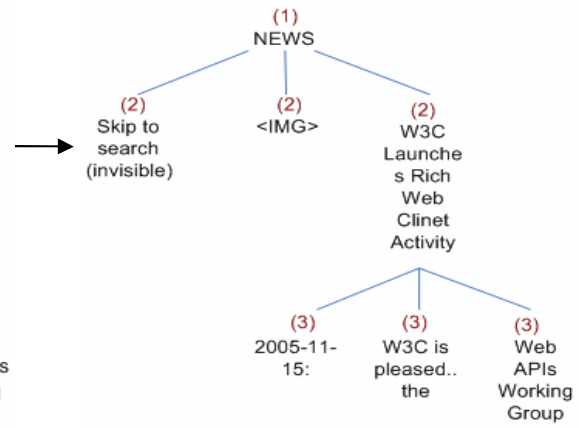 (1)
NEWS
(2)
Skip to
search
(invisible)
(2)
<IMG>
(2)
W3C
Launche
s Rich
Web
Clinet
Activity
(3)
2005-11-
15:
(3)
W3C is
pleased..
the
(3)
Web
APIs
Working
Group
s